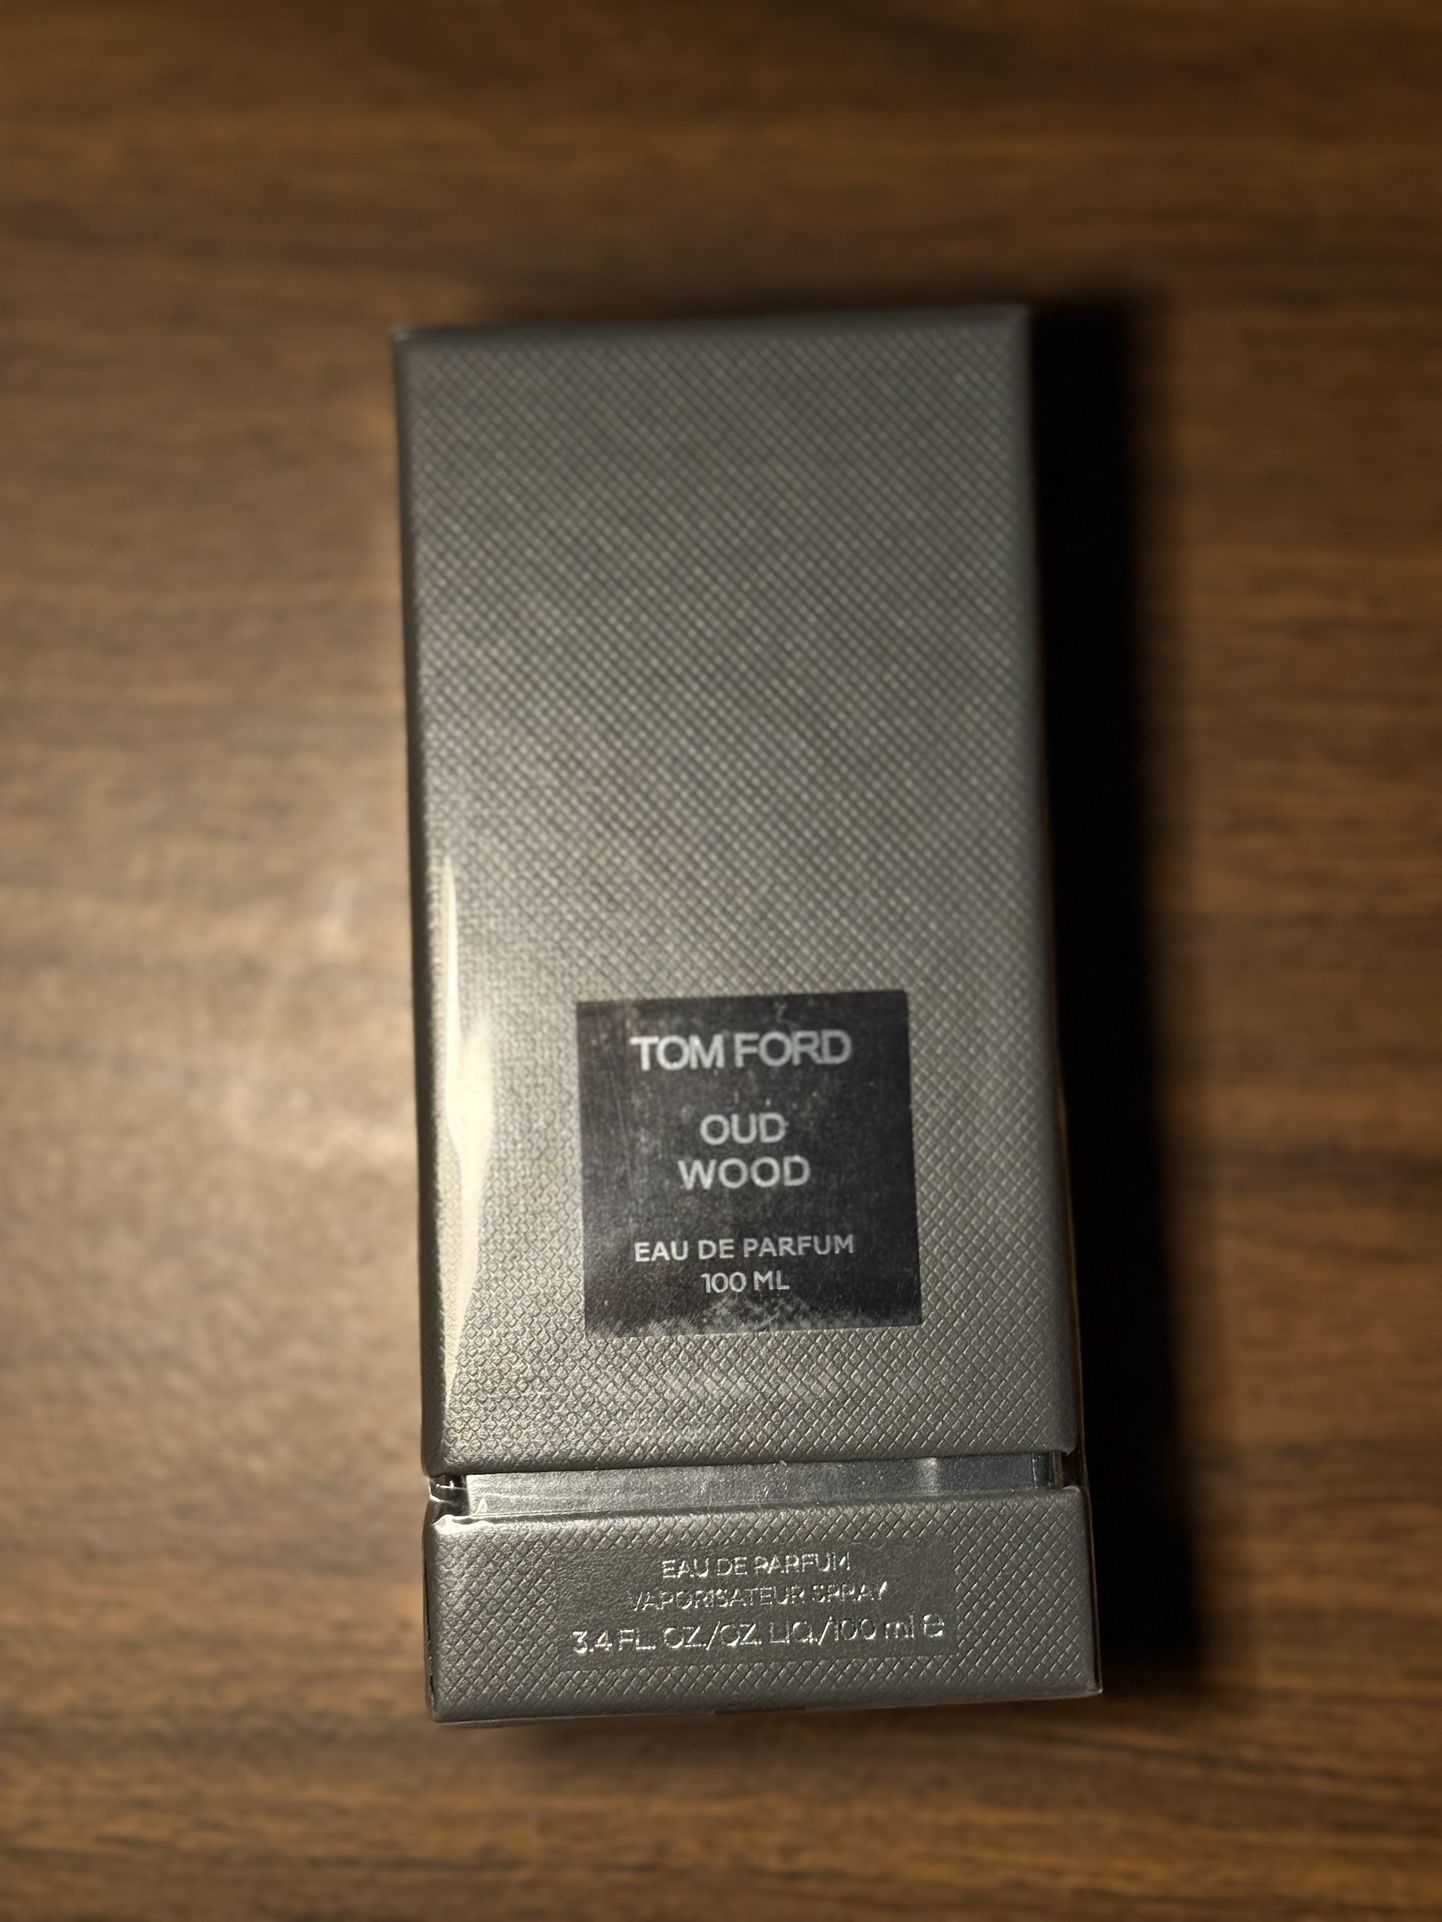 TOM FORD
OUD
WOOD
EAU DE PARFUM
100 ML
EAU DE PARFUM
VAPORISATEUR SPRAY
3.4 FL. OZ./OZ. LIQ./100 ml ℮